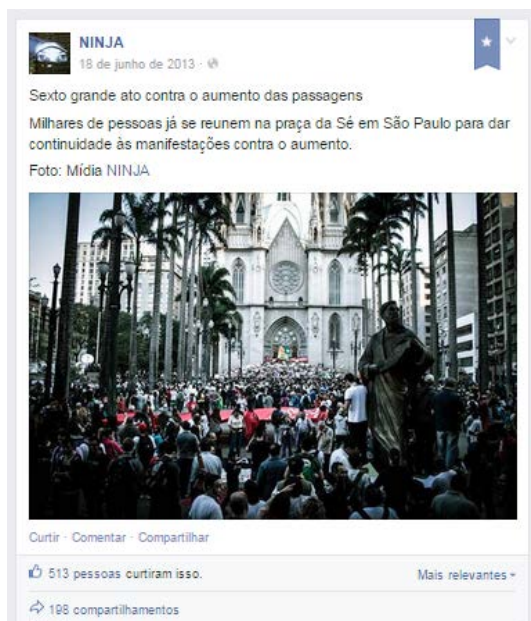 NINJA
18 de junho de 2013 ·
Sexto grande ato contra o aumento das passagens
Milhares de pessoas já se reunem na praça da Sé em São Paulo para dar
continuidade às manifestações contra o aumento.
Foto: Mídia NINJA
Curtir · Comentar · Compartilhar
513 pessoas curtiram isso.
Mais relevantes
198 compartilhamentos